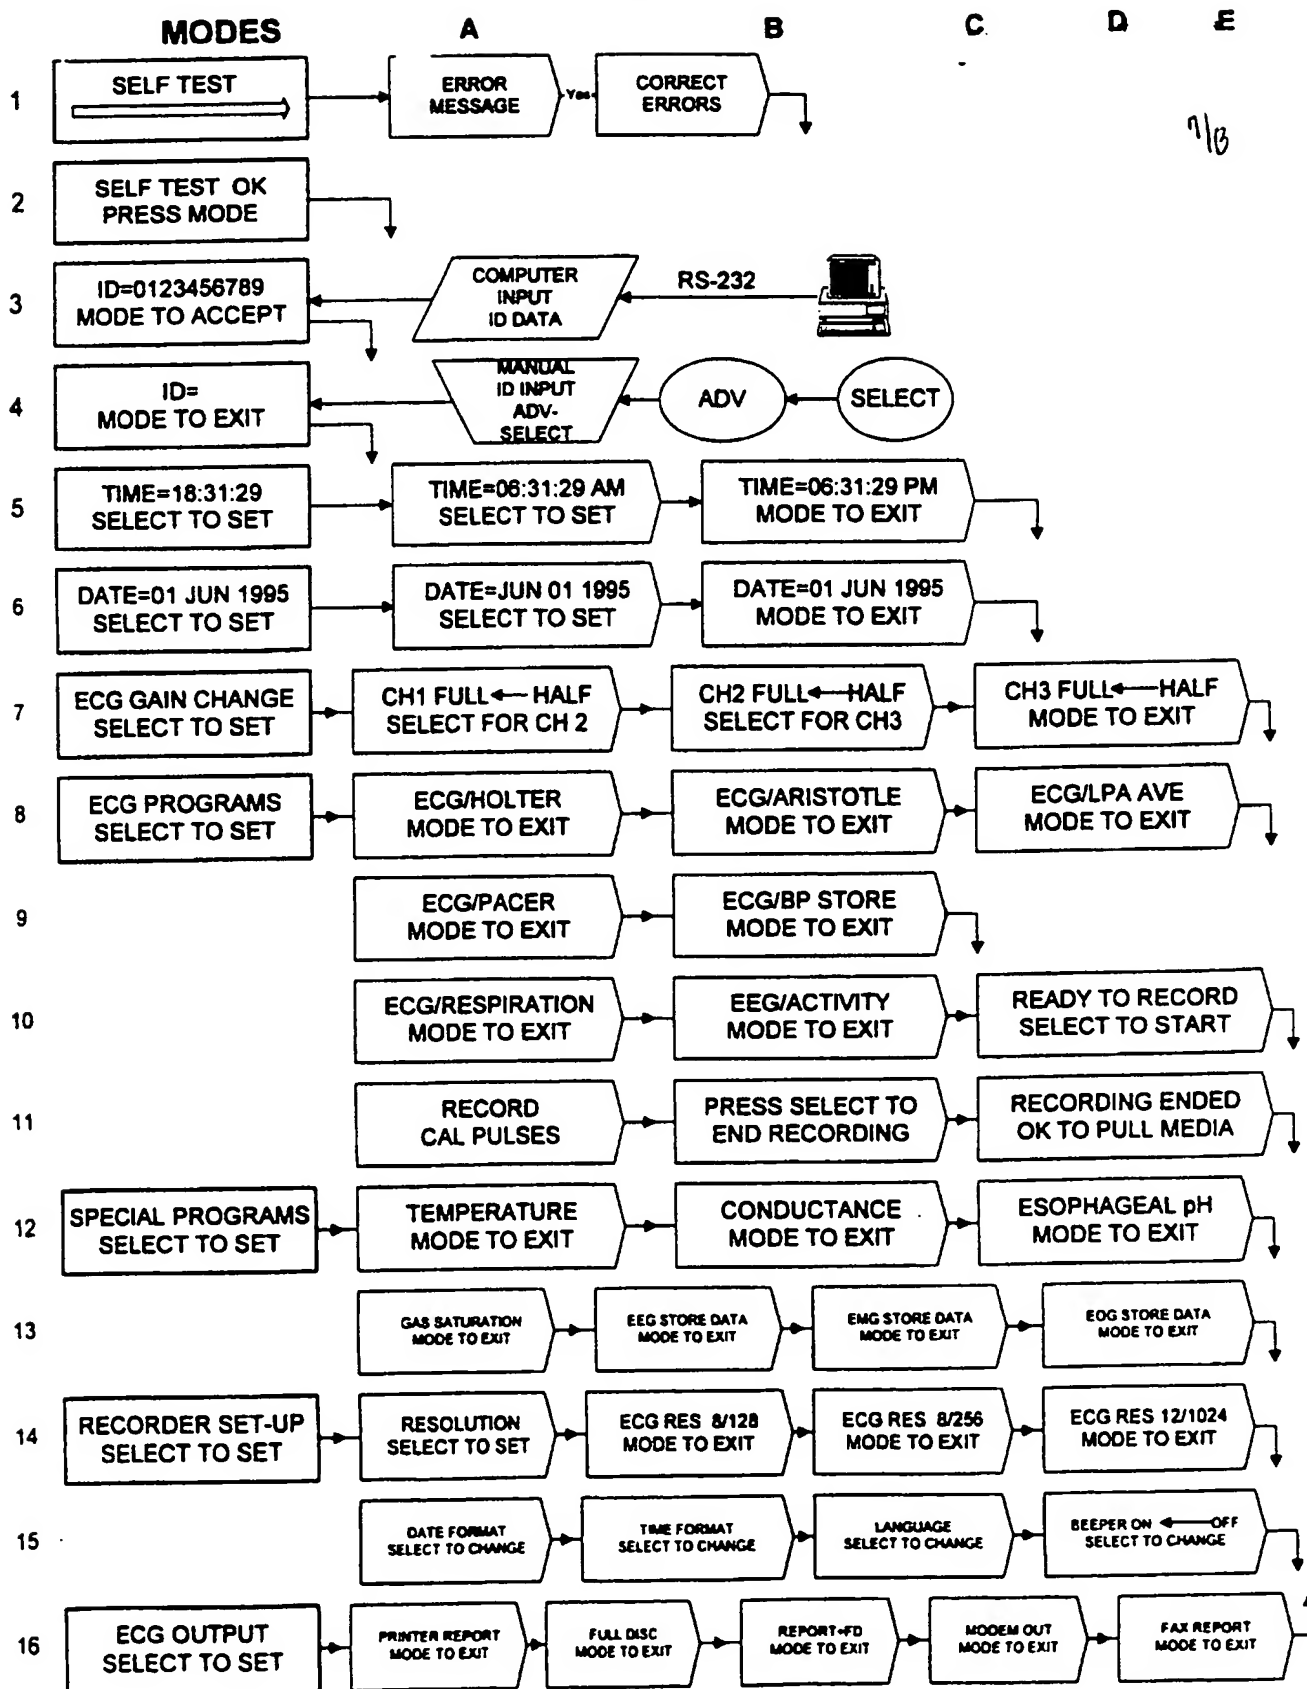 MODES A B C D E
1
SELF TEST
ERROR
MESSAGE
Yes
CORRECT
ERRORS
7/13
2
SELF TEST OK
PRESS MODE
3
ID=0123456789
MODE TO ACCEPT
COMPUTER
INPUT
ID DATA
RS-232
4
ID=
MODE TO EXIT
MANUAL
ID INPUT
ADV-
SELECT
ADV
SELECT
5
TIME=18:31:29
SELECT TO SET
TIME=06:31:29 AM
SELECT TO SET
TIME=06:31:29 PM
MODE TO EXIT
6
DATE=01 JUN 1995
SELECT TO SET
DATE=JUN 01 1995
SELECT TO SET
DATE=01 JUN 1995
MODE TO EXIT
7
ECG GAIN CHANGE
SELECT TO SET
CH1 FULL HALF
SELECT FOR CH 2
CH2 FULL HALF
SELECT FOR CH3
CH3 FULL HALF
MODE TO EXIT
8
ECG PROGRAMS
SELECT TO SET
ECG/HOLTER
MODE TO EXIT
ECG/ARISTOTLE
MODE TO EXIT
ECG/LPA AVE
MODE TO EXIT
9
ECG/PACER
MODE TO EXIT
ECG/BP STORE
MODE TO EXIT
10
ECG/RESPIRATION
MODE TO EXIT
EEG/ACTIVITY
MODE TO EXIT
READY TO RECORD
SELECT TO START
11
RECORD
CAL PULSES
PRESS SELECT TO
END RECORDING
RECORDING ENDED
OK TO PULL MEDIA
12
SPECIAL PROGRAMS
SELECT TO SET
TEMPERATURE
MODE TO EXIT
CONDUCTANCE
MODE TO EXIT
ESOPHAGEAL pH
MODE TO EXIT
13
GAS SATURATION
MODE TO EXIT
EEG STORE DATA
MODE TO EXIT
EMG STORE DATA
MODE TO EXIT
EOG STORE DATA
MODE TO EXIT
14
RECORDER SET-UP
SELECT TO SET
RESOLUTION
SELECT TO SET
ECG RES 8/128
MODE TO EXIT
ECG RES 8/256
MODE TO EXIT
ECG RES 12/1024
MODE TO EXIT
15
DATE FORMAT
SELECT TO CHANGE
TIME FORMAT
SELECT TO CHANGE
LANGUAGE
SELECT TO CHANGE
BEEPER ON OFF
SELECT TO CHANGE
16
ECG OUTPUT
SELECT TO SET
PRINTER REPORT
MODE TO EXIT
FULL DISC
MODE TO EXIT
REPORT+FD
MODE TO EXIT
MODEM OUT
MODE TO EXIT
FAX REPORT
MODE TO EXIT